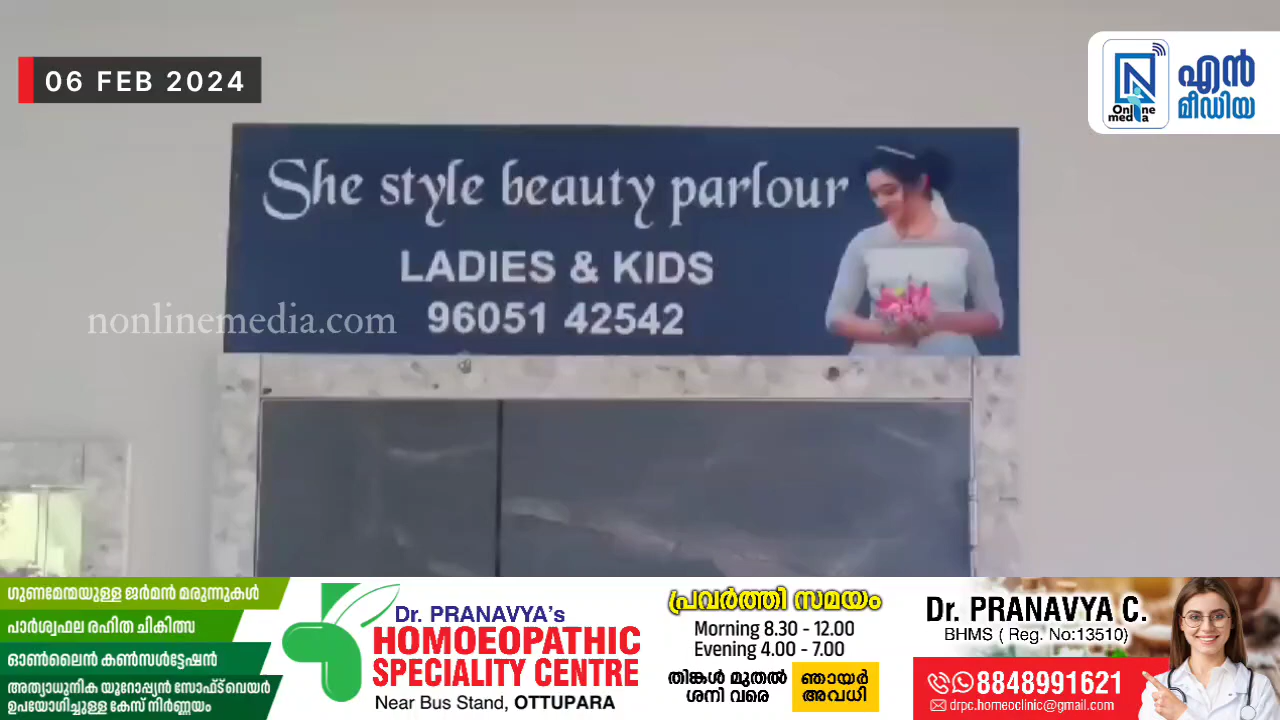 06 FEB 2024
N
Online
media
എൻ
മീഡിയ
She style beauty parlour
LADIES & KIDS
96051 42542
nonlinemedia.com
ഗുണമേന്മയുള്ള ജർമൻ മരുന്നുകൾ
പാർശ്വഫല രഹിത ചികിത്സ
ഓൺലൈൻ കൺസൾട്ടേഷൻ
അത്യാധുനിക യൂറോപ്യൻ സോഫ്ട്‌വെയർ
ഉപയോഗിച്ചുള്ള കേസ് നിർണ്ണയം
Dr. PRANAVYA's
HOMOEOPATHIC
SPECIALITY CENTRE
Near Bus Stand, OTTUPARA
പ്രവർത്തി സമയം
Morning 8.30 - 12.00
Evening 4.00 - 7.00
തിങ്കൾ മുതൽ
ശനി വരെ
ഞായർ
അവധി
Dr. PRANAVYA C.
BHMS ( Reg. No:13510)
8848991621
drpc.homeoclinic@gmail.com